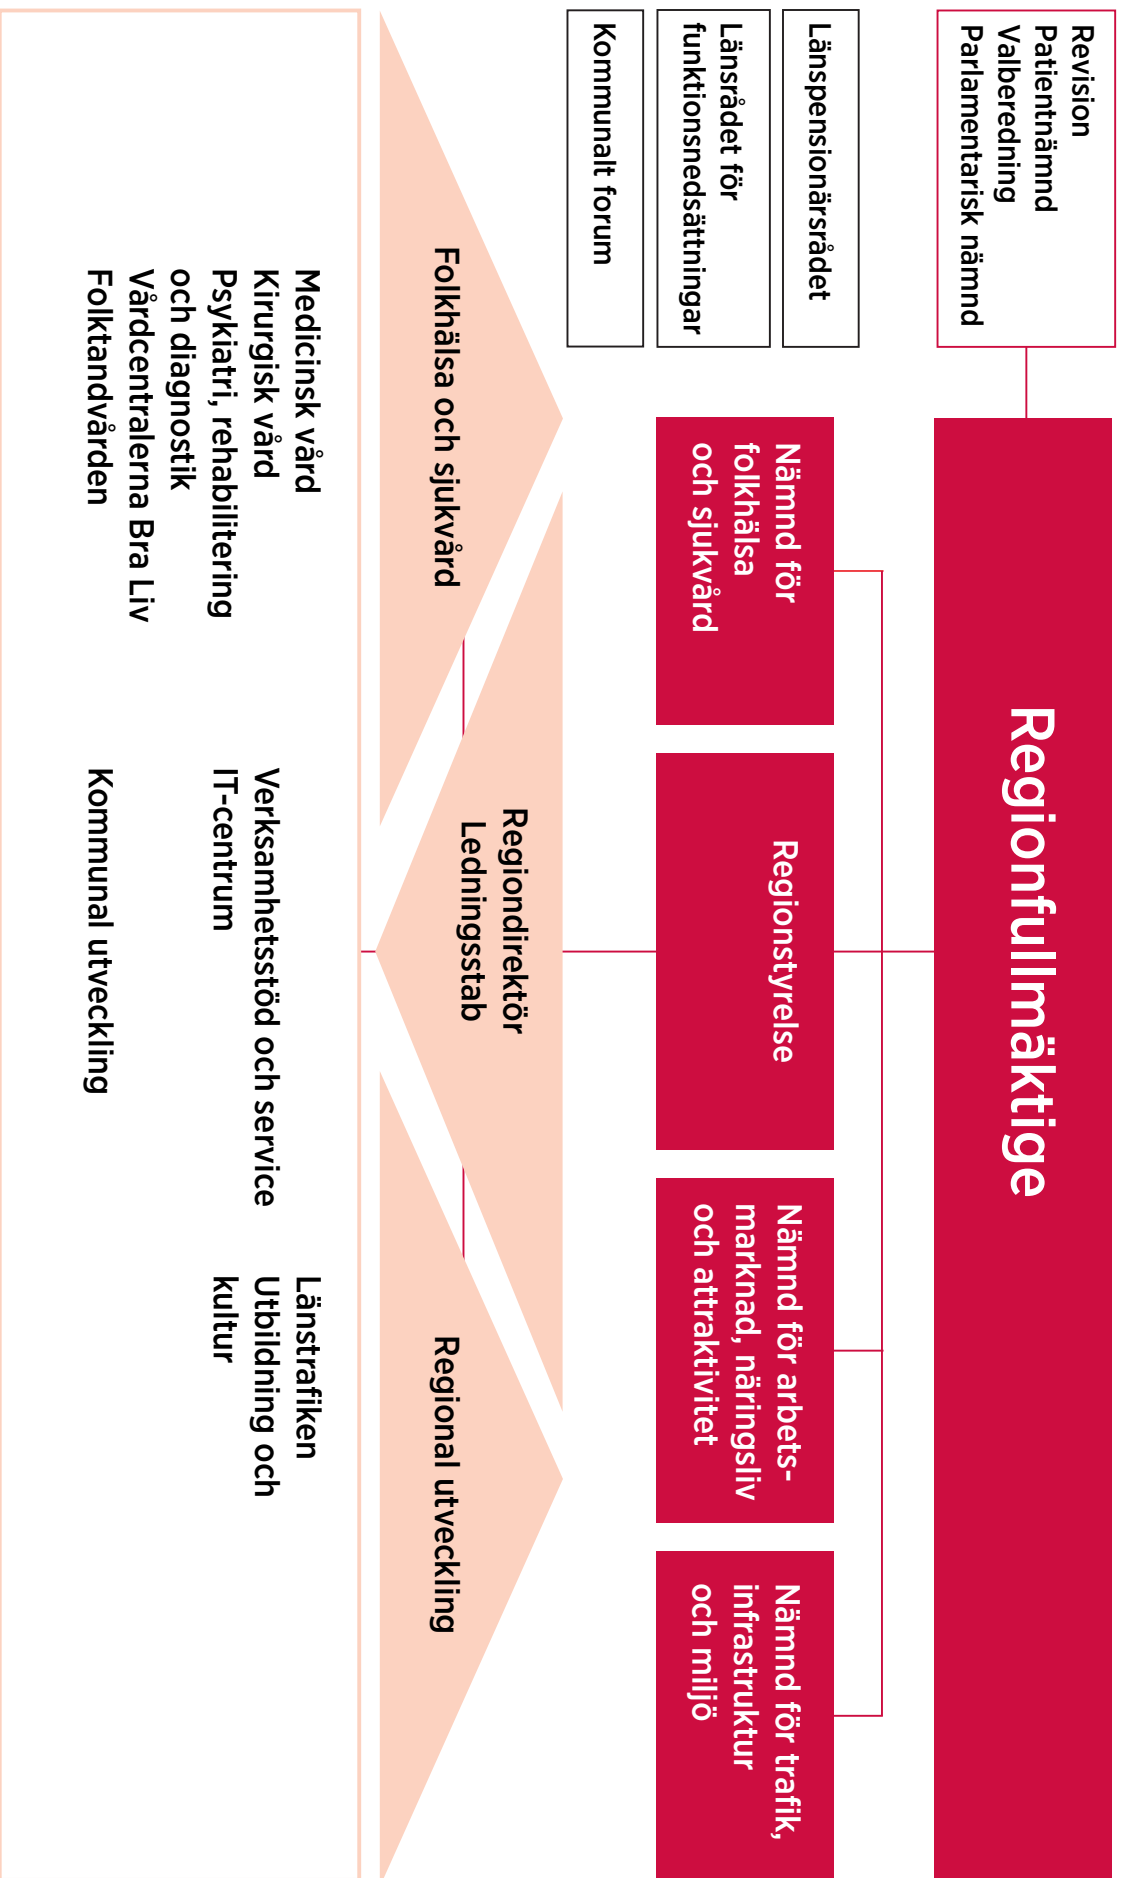 Revision
Patientnämnd
Valberedning
Parlamentarisk nämnd
Regionfullmäktige
Länspensionärsrådet
Länsrådet för
funktionsnedsättningar
Kommunalt forum
Nämnd för
folkhälsa
och sjukvård
Regionstyrelse
Nämnd för arbets-
marknad, näringsliv
och attraktivitet
Nämnd för trafik,
infrastruktur
och miljö
Folkhälsa och sjukvård
Regiondirektör
Ledningsstab
Regional utveckling
Medicinsk vård
Kirurgisk vård
Psykiatri, rehabilitering
och diagnostik
Vårdcentralerna Bra Liv
Folktandvården
Verksamhetsstöd och service
IT-centrum
Kommunal utveckling
Länstrafiken
Utbildning och
kultur